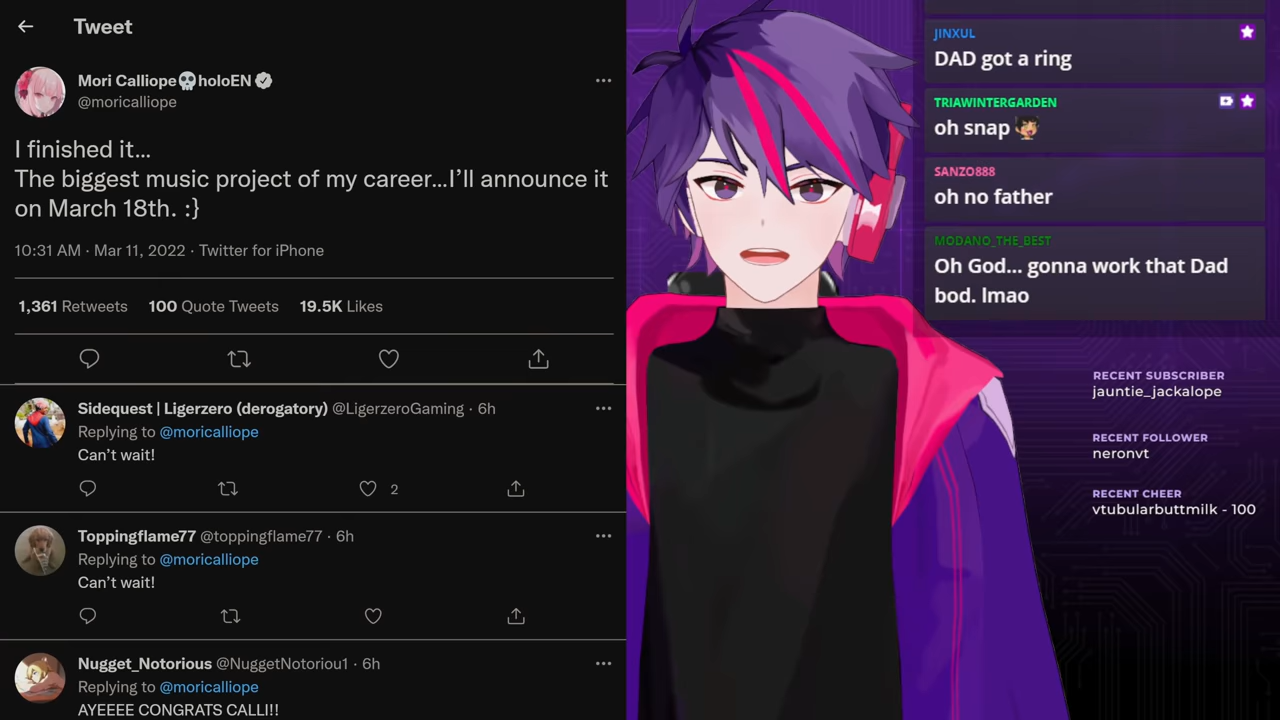 Tweet
Mori Calliope💀holoEN
@moricalliope
I finished it...
The biggest music project of my career...I'll announce it
on March 18th. :}
10:31 AM · Mar 11, 2022 · Twitter for iPhone
1,361 Retweets 100 Quote Tweets 19.5K Likes
Sidequest | Ligerzero (derogatory) @LigerzeroGaming · 6h
Replying to @moricalliope
Can't wait!
2
Toppingflame77 @toppingflame77 · 6h
Replying to @moricalliope
Can't wait!
Nugget_Notorious @NuggetNotoriou1 · 6h
Replying to @moricalliope
AYEEEE CONGRATS CALLI!!
JINXUL
DAD got a ring
TRIAWINTERGARDEN
oh snap
SANZO888
oh no father
MODANO_THE_BEST
Oh God... gonna work that Dad
bod. lmao
RECENT SUBSCRIBER
jauntie_jackalope
RECENT FOLLOWER
neronvt
RECENT CHEER
vtubularbuttmilk - 100